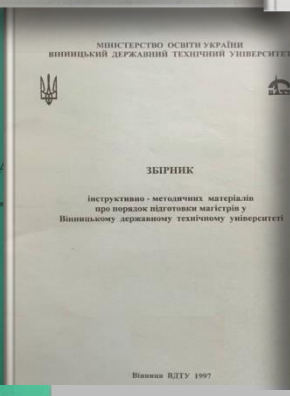 МІНІСТЕРСТВО ОСВІТИ УКРАЇНИ
ВІННИЦЬКИЙ ДЕРЖАВНИЙ ТЕХНІЧНИЙ УНІВЕРСИТЕТ
ЗБІРНИК
інструктивно - методичних матеріалів
про порядок підготовки магістрів у
Вінницькому державному технічному університеті
Вінниця ВДТУ 1997